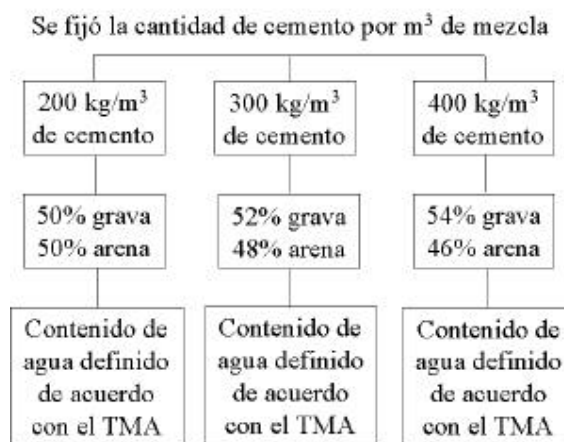 Se fijó la cantidad de cemento por m³ de mezcla
200 kg/m³
de cemento
300 kg/m³
de cemento
400 kg/m³
de cemento
50% grava
50% arena
52% grava
48% arena
54% grava
46% arena
Contenido de
agua definido
de acuerdo
con el TMA
Contenido de
agua definido
de acuerdo
con el TMA
Contenido de
agua definido
de acuerdo
con el TMA